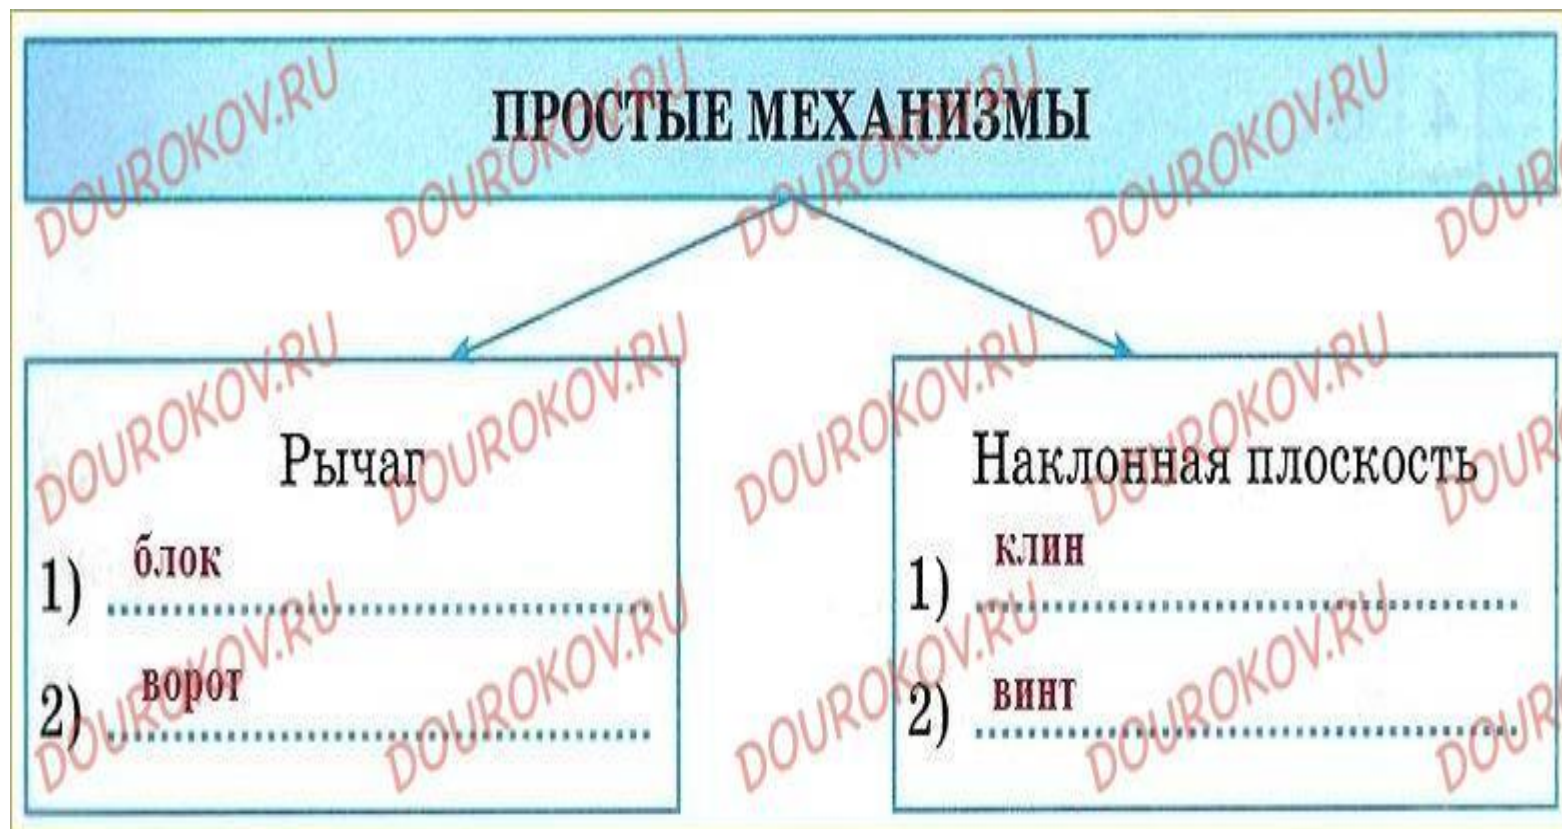 ПРОСТЫЕ МЕХАНИЗМЫ
Рычаг
1) блок
2) ворот
Наклонная плоскость
1) клин
2) винт
DOUROKOV.RU